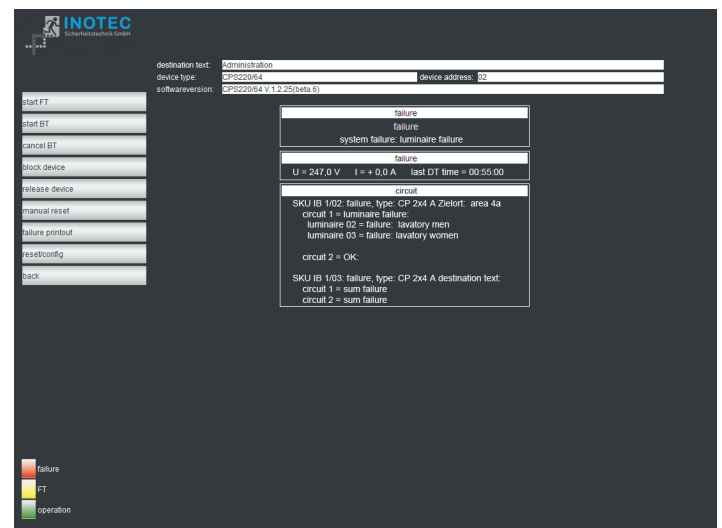 INOTEC
Sicherheitstechnik GmbH
destination text: Administration
device type: CPS220/64 device address: 02
softwareversion: CPS220/64 V.1.2.25(beta.6)
start FT
start BT
cancel BT
block device
release device
manual reset
failure printout
reset/config
back
failure
failure
system failure: luminaire failure
failure
U = 247,0 V I = + 0,0 A last DT time = 00:55:00
circuit
SKU IB 1/02: failure, type: CP 2x4 A Zielort: area 4a
circuit 1 = luminaire failure:
luminaire 02 = failure: lavatory men
luminaire 03 = failure: lavatory women
circuit 2 = OK:
SKU IB 1/03: failure, type: CP 2x4 A destination text:
circuit 1 = sum failure
circuit 2 = sum failure
failure
FT
operation